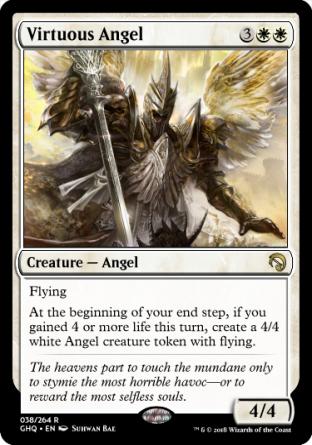 Virtuous Angel 3
Creature — Angel
Flying
At the beginning of your end step, if you
gained 4 or more life this turn, create a 4/4
white Angel creature token with flying.
The heavens part to touch the mundane only
to stymie the most horrible havoc—or to
reward the most selfless souls.
4/4
038/264 R
GHQ • EN SUHWAN BAE
™ & © 2018 Wizards of the Coast